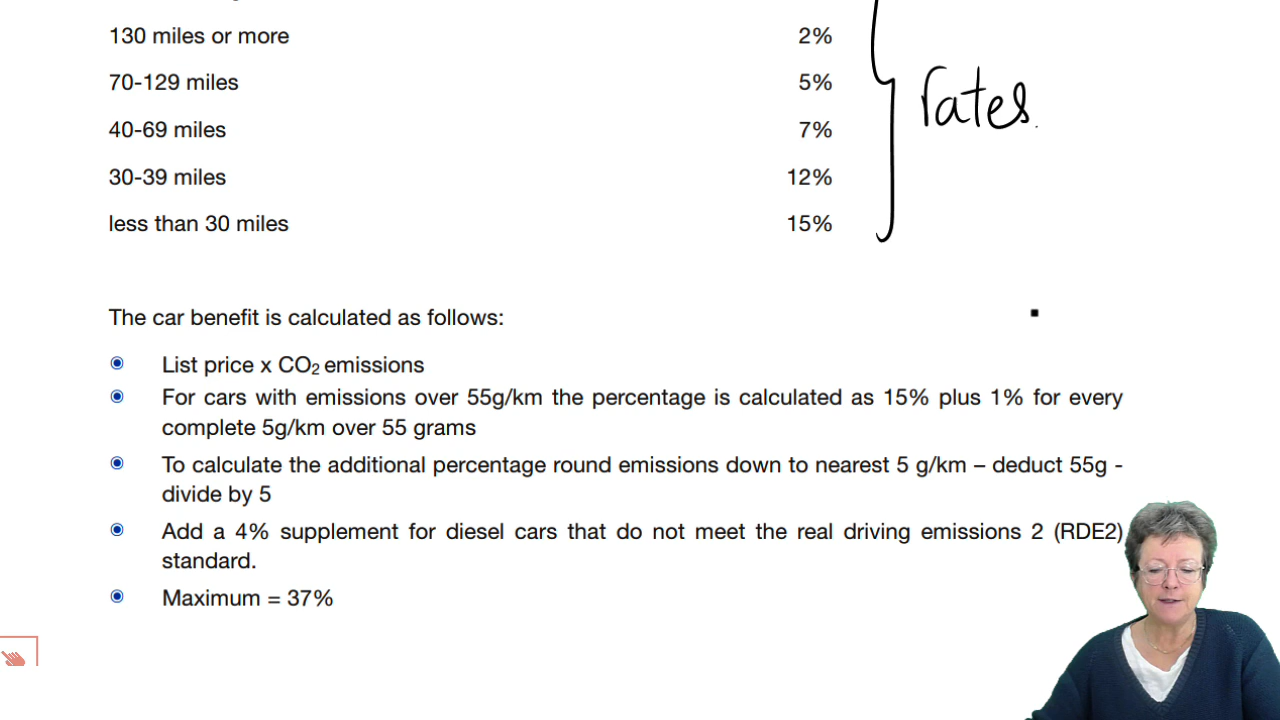 130 miles or more 2%
70-129 miles 5%
rates.
40-69 miles 7%
30-39 miles 12%
less than 30 miles 15%
The car benefit is calculated as follows:
List price x CO₂ emissions
For cars with emissions over 55g/km the percentage is calculated as 15% plus 1% for every
complete 5g/km over 55 grams
To calculate the additional percentage round emissions down to nearest 5 g/km – deduct 55g -
divide by 5
Add a 4% supplement for diesel cars that do not meet the real driving emissions 2 (RDE2)
standard.
Maximum = 37%